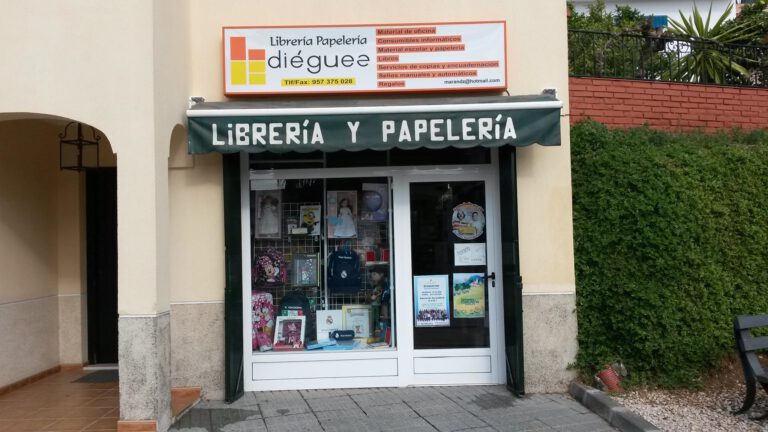 Librería Papelería
diéguez
Tlf/Fax: 957 375 028
Material de oficina
Consumibles informáticos
Material escolar y papelería
Libros
Servicios de copias y encuadernación
Sellos manuales y automáticos
Regalos
LIBRERÍA Y PAPELERÍA